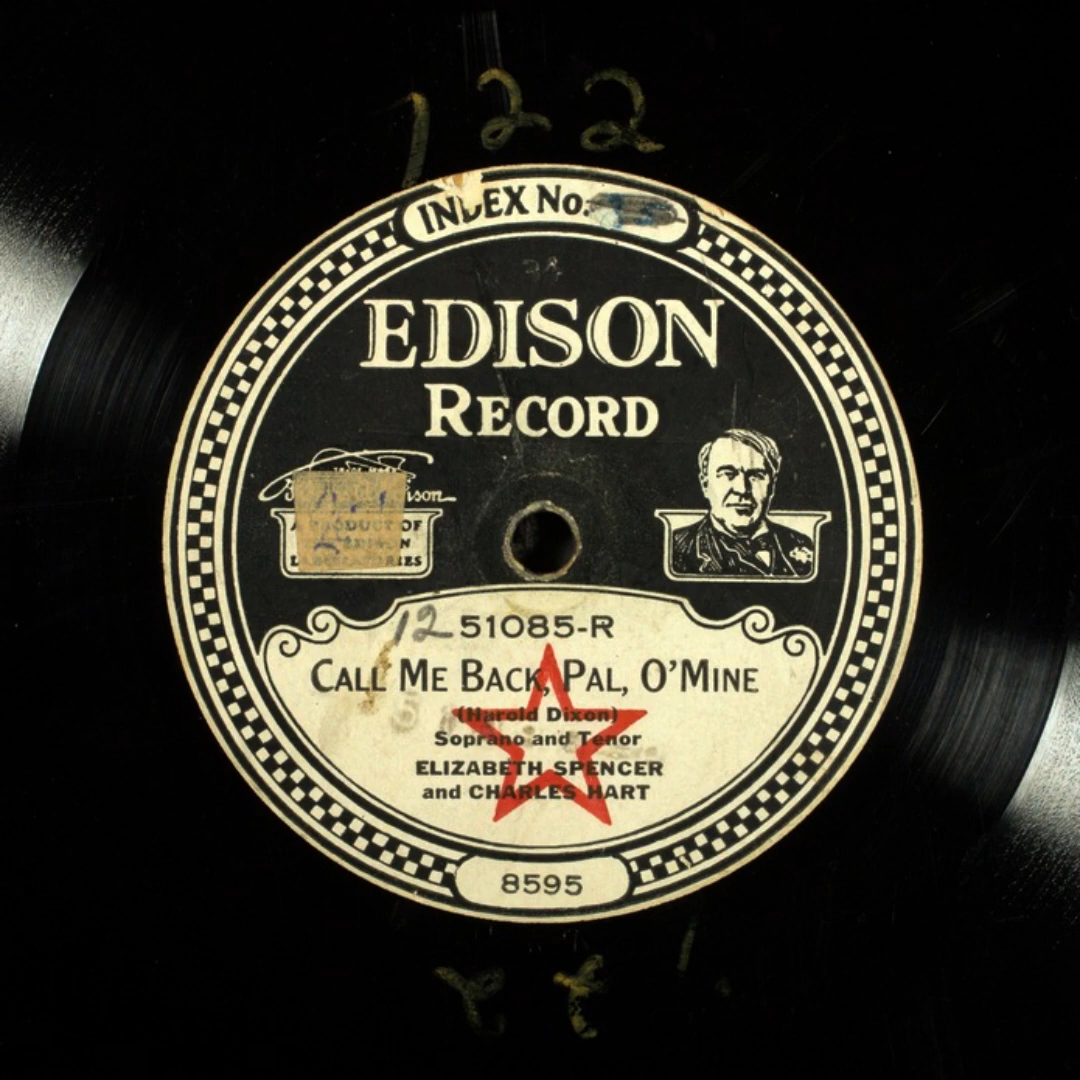 122
INDEX No.
EDISON
RECORD
A PRODUCT OF
EDISON
LABORATORIES
12 51085-R
CALL ME BACK, PAL, O'MINE
(Harold Dixon)
Soprano and Tenor
ELIZABETH SPENCER
and CHARLES HART
8595